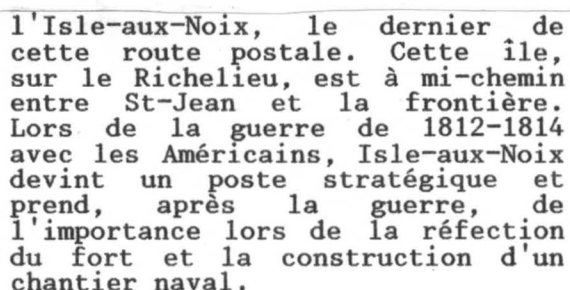 l'Isle-aux-Noix, le dernier de
cette route postale. Cette île,
sur le Richelieu, est à mi-chemin
entre St-Jean et la frontière.
Lors de la guerre de 1812-1814
avec les Américains, Isle-aux-Noix
devint un poste stratégique et
prend, après la guerre, de
l'importance lors de la réfection
du fort et la construction d'un
chantier naval.